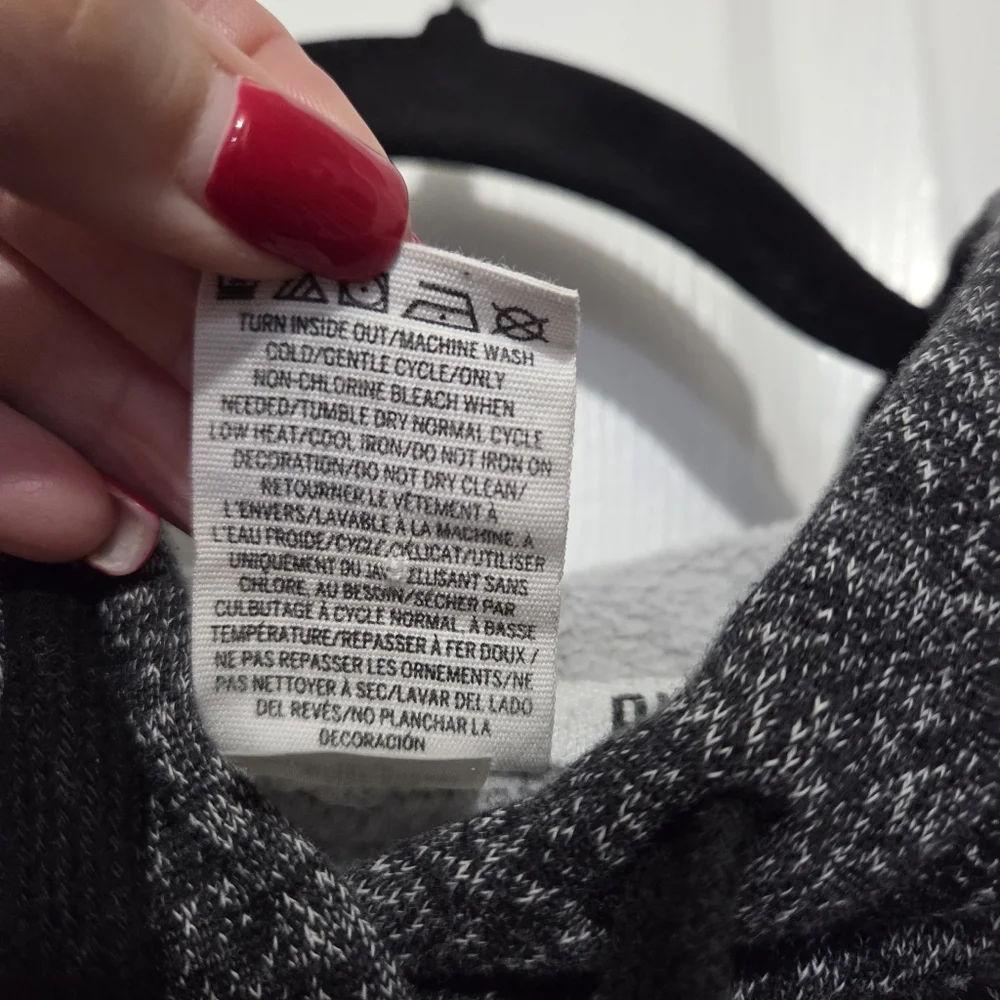 TURN INSIDE OUT/MACHINE WASH
COLD/GENTLE CYCLE/ONLY
NON-CHLORINE BLEACH WHEN
NEEDED/TUMBLE DRY NORMAL CYCLE
LOW HEAT/COOL IRON/DO NOT IRON ON
DECORATION/DO NOT DRY CLEAN/
RETOURNER LE VÊTEMENT À
L'ENVERS/LAVABLE À LA MACHINE, À
L'EAU FROIDE/CYCLE DÉLICAT/UTILISER
UNIQUEMENT DU SANS
CHLORE, AU BESOIN/SÉCHER PAR
CULBUTAGE À CYCLE NORMAL, À BASSE
TEMPÉRATURE/REPASSER À FER DOUX /
NE PAS REPASSER LES ORNEMENTS/NE
PAS NETTOYER À SEC/LAVAR DEL LADO
DEL REVÉS/NO PLANCHAR LA
DECORACIÓN